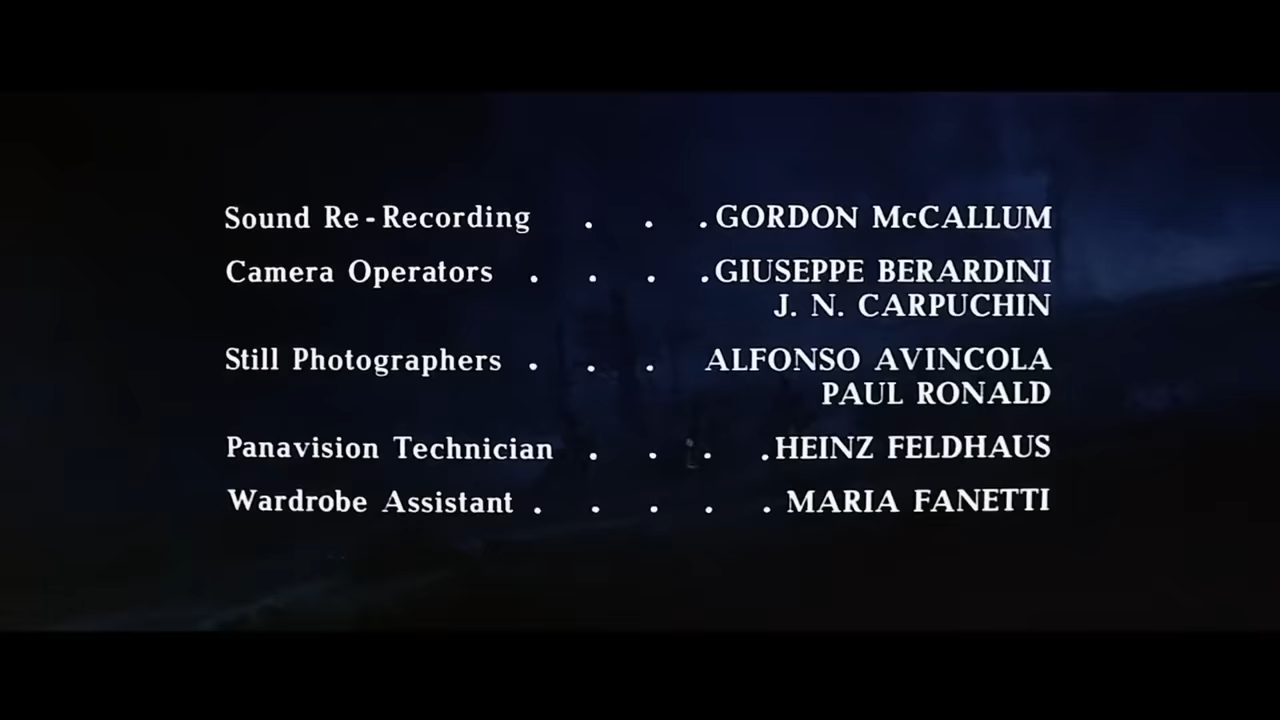 Sound Re-Recording . . . GORDON McCALLUM
Camera Operators . . . . GIUSEPPE BERARDINI
J. N. CARPUCHIN
Still Photographers . . . ALFONSO AVINCOLA
PAUL RONALD
Panavision Technician . . . . HEINZ FELDHAUS
Wardrobe Assistant . . . . . MARIA FANETTI